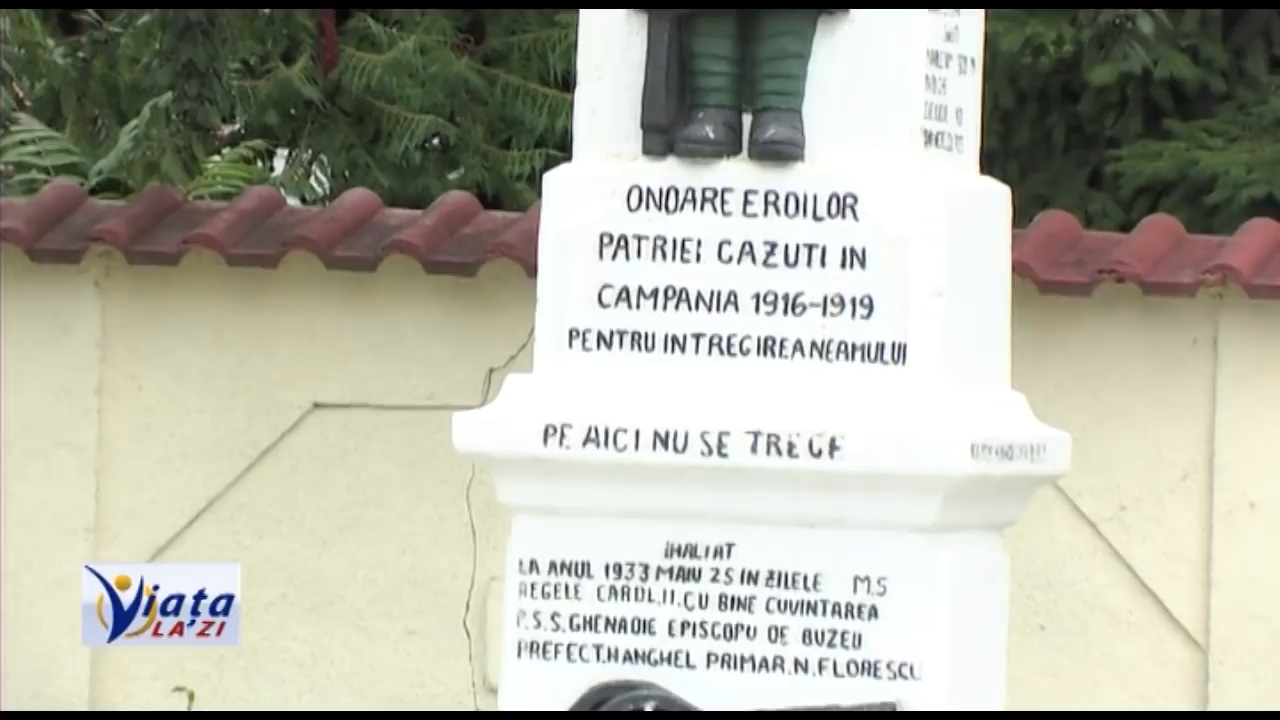 ONOARE EROILOR
PATRIEI CAZUTI IN
CAMPANIA 1916-1919
PENTRU INTREGIREA NEAMULUI
PE AICI NU SE TRECE
INALTAT
LA ANUL 1933 MAIU 25 IN ZILELE M.S
REGELE CAROL.II.CU BINE CUVINTAREA
P.S.S.GHENADIE EPISCOPU DE BUZEU
PREFECT.H.ANGHEL PRIMAR.N.FLORESCU
Viața
LA ZI